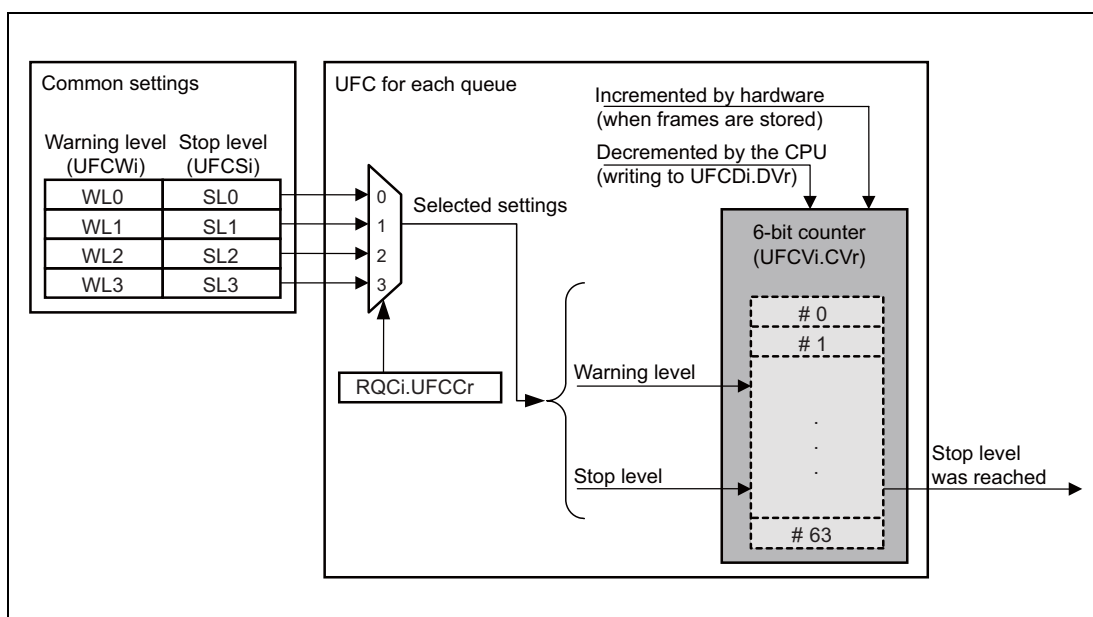 Common settings
Warning level Stop level
(UFCWi) (UFCSi)
WL0 SL0
WL1 SL1
WL2 SL2
WL3 SL3
UFC for each queue
0
1
2
3
Selected settings
RQCi.UFCCr
Incremented by hardware
(when frames are stored)
Decremented by the CPU
(writing to UFCDi.DVr)
6-bit counter
(UFCVi.CVr)
# 0
# 1
.
.
.
# 63
Warning level
Stop level
Stop level
was reached